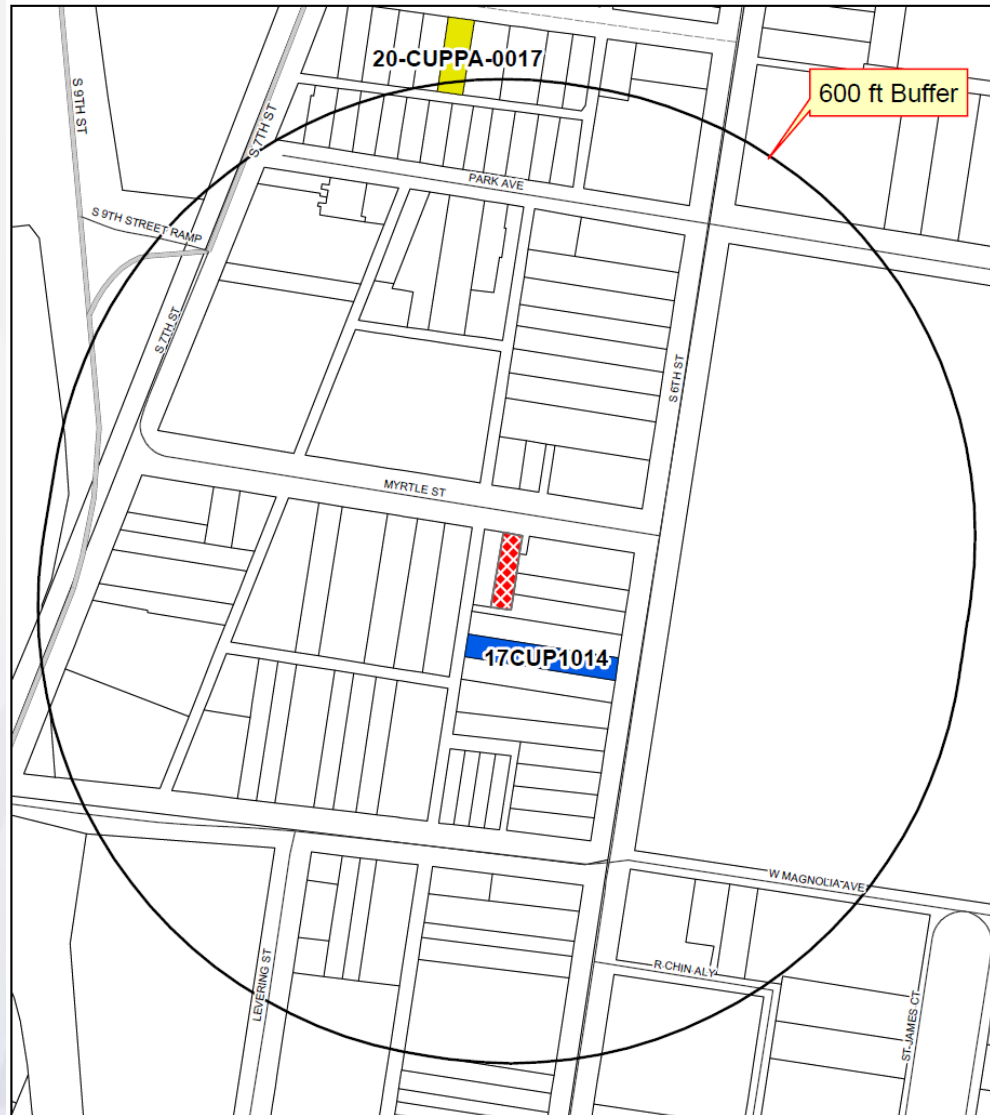 20-CUPPA-0017
600 ft Buffer
S 9TH ST
S 7TH ST
PARK AVE
S 9TH STREET RAMP
S 7TH ST
S 6TH ST
MYRTLE ST
17CUP1014
W MAGNOLIA AVE
R CHIN ALY
LEVERING ST
ST JAMES CT